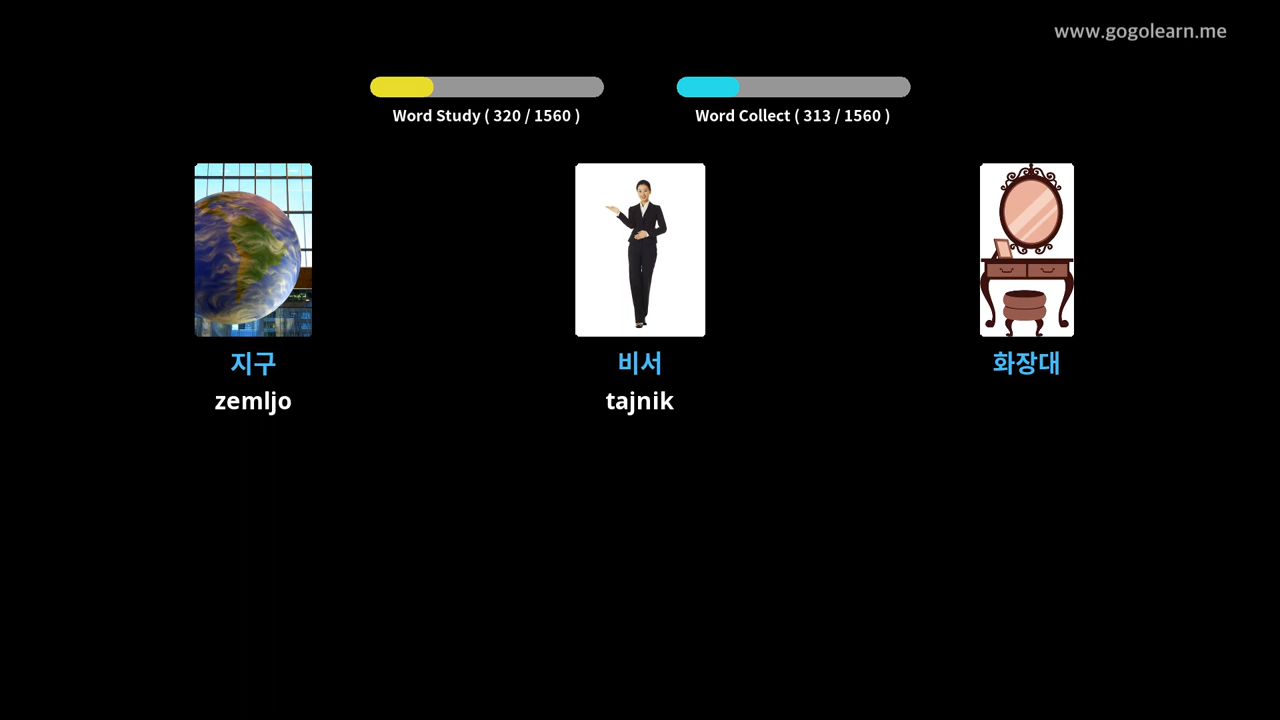 www.gogolearn.me
Word Study ( 320 / 1560 )
Word Collect ( 313 / 1560 )
지구
비서
화장대
zemljo
tajnik